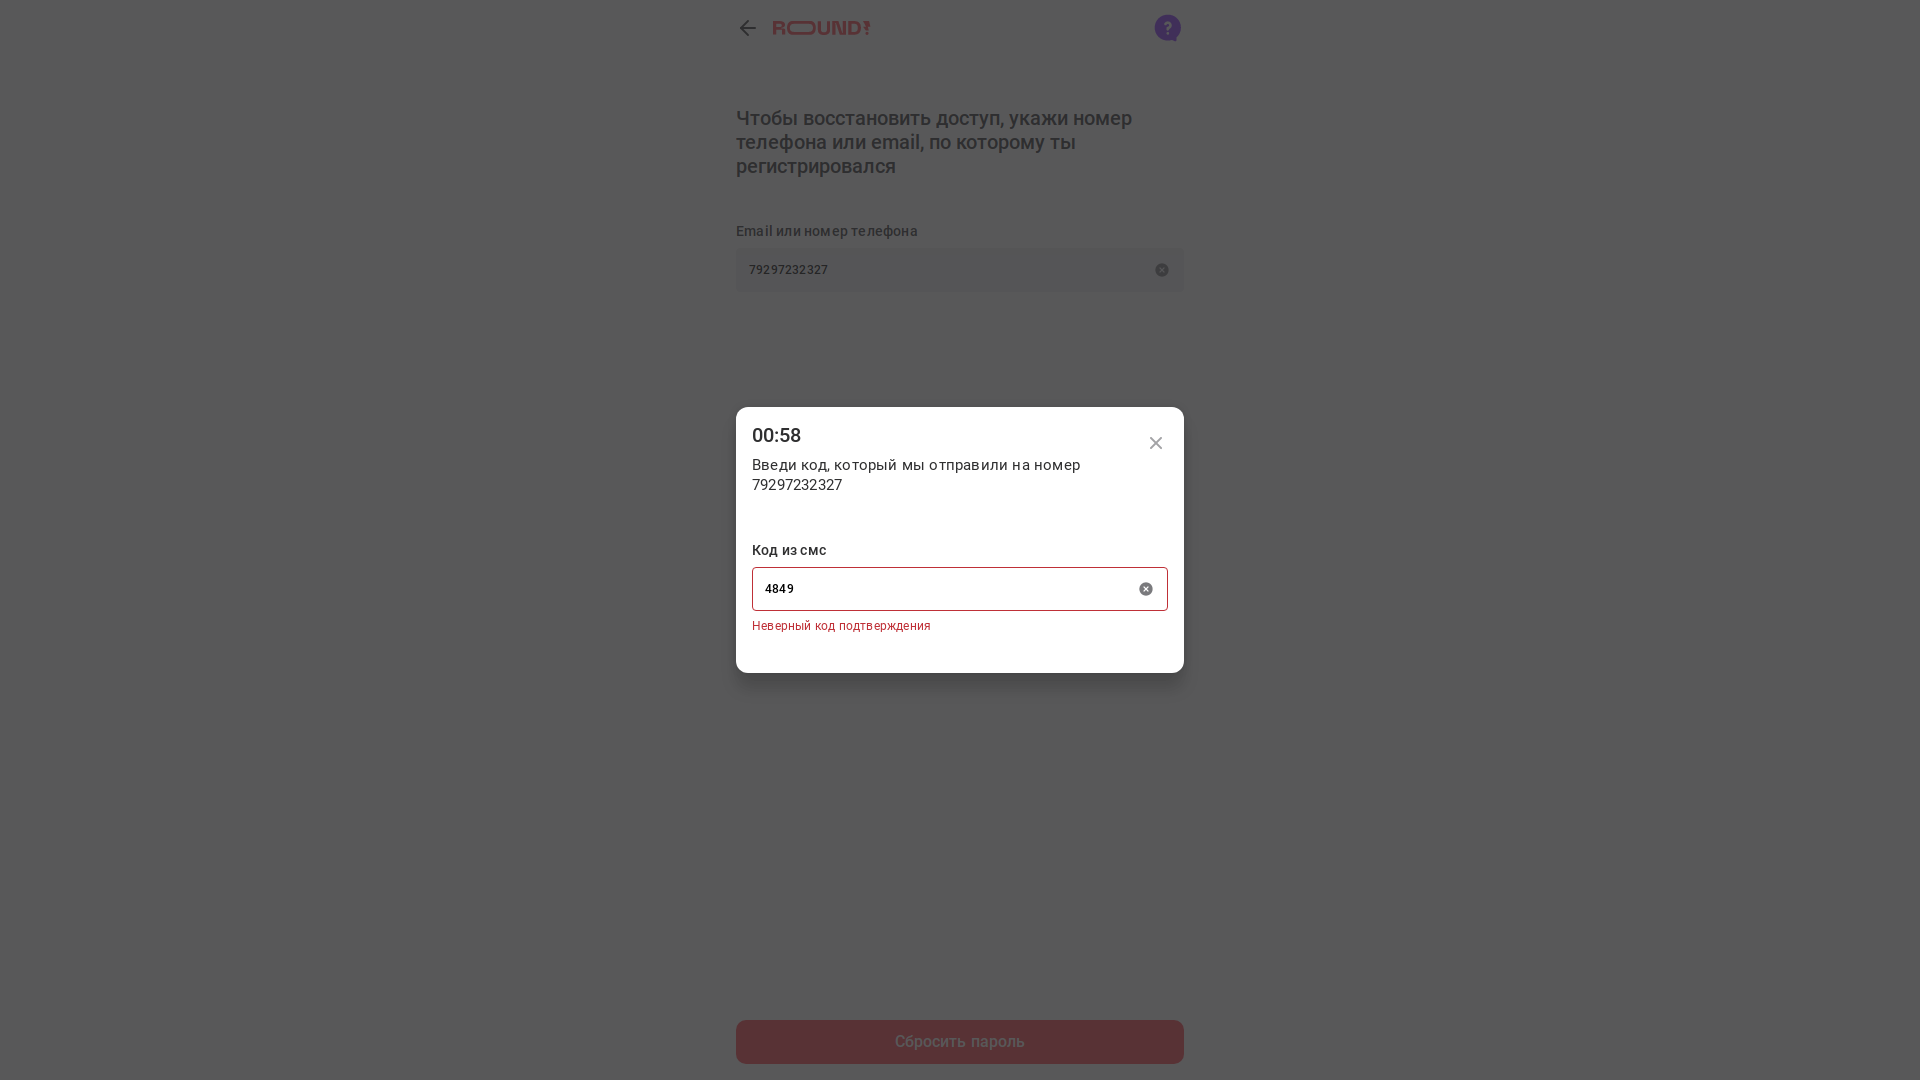 ROUND!
Чтобы восстановить доступ, укажи номер
телефона или email, по которому ты
регистрировался
Email или номер телефона
79297232327
00:58
Введи код, который мы отправили на номер
79297232327
Код из смс
4849
Неверный код подтверждения
Сбросить пароль